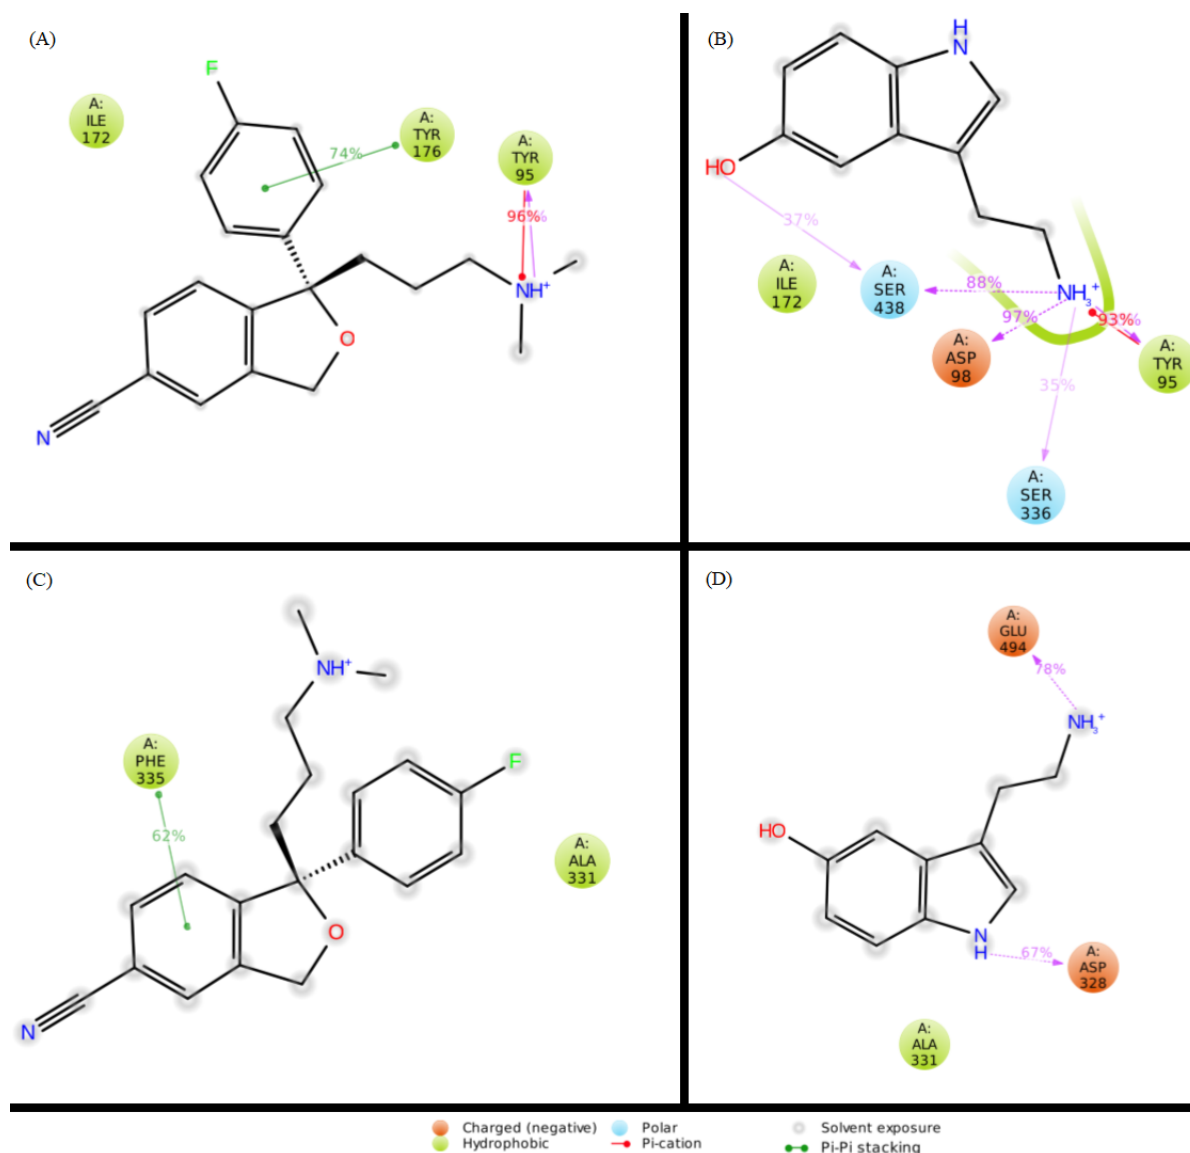 (A)
F
A:
ILE
172
A:
TYR
176
74%
A:
TYR
95
96%
NH+
O
N
(B)
H
N
HO
37%
A:
ILE
172
A:
SER
438
88%
NH3+
97%
93%
A:
ASP
98
A:
TYR
95
35%
A:
SER
336
(C)
NH+
A:
PHE
335
F
62%
A:
ALA
331
O
N
(D)
A:
GLU
494
78%
NH3+
HO
N
H
67%
A:
ASP
328
A:
ALA
331
Charged (negative) Polar Solvent exposure
Hydrophobic Pi-cation Pi-Pi stacking